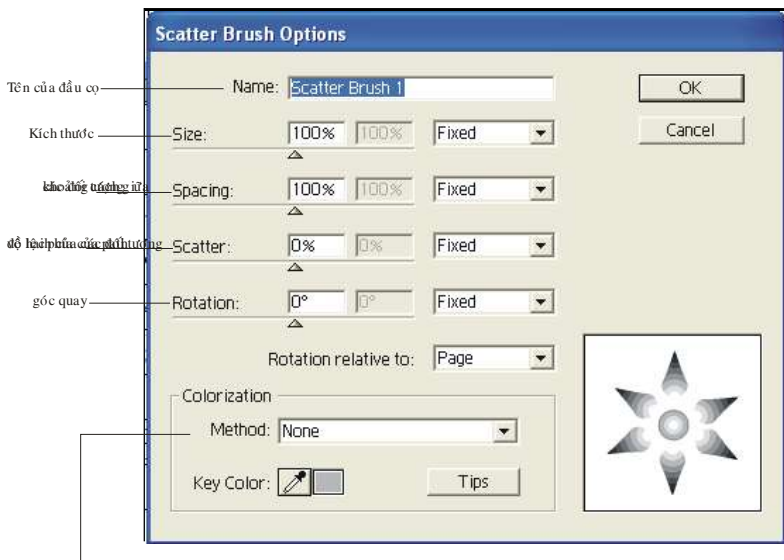 Scatter Brush Options
Tên của đầu cọ Name: Scatter Brush 1 OK
Kích thước Size: 100% 100% Fixed Cancel
Spacing: 100% 100% Fixed
Scatter: 0% 0% Fixed
góc quay Rotation: 0° 0° Fixed
Rotation relative to: Page
Colorization
Method: None
Key Color: Tips